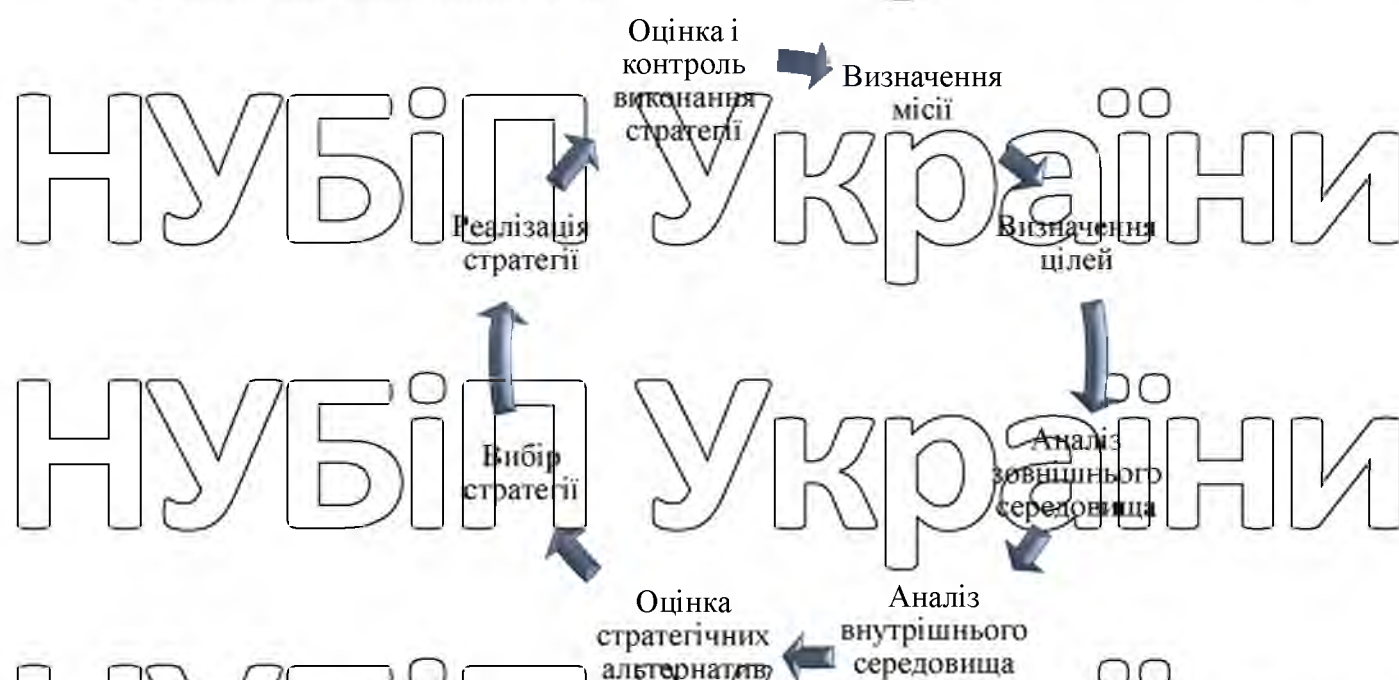 Оцінка і
контроль
виконання
стратегії
Визначення
місії
НУБіП України
Реалізація
стратегії
Визначення
цілей
НУБіП України
Вибір
стратегії
Аналіз
зовнішнього
середовища
Оцінка
стратегічних
альтернатив
Аналіз
внутрішнього
середовища